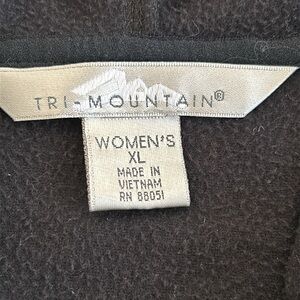 TRI-MOUNTAIN®
WOMEN'S
XL
MADE IN
VIETNAM
RN 88051